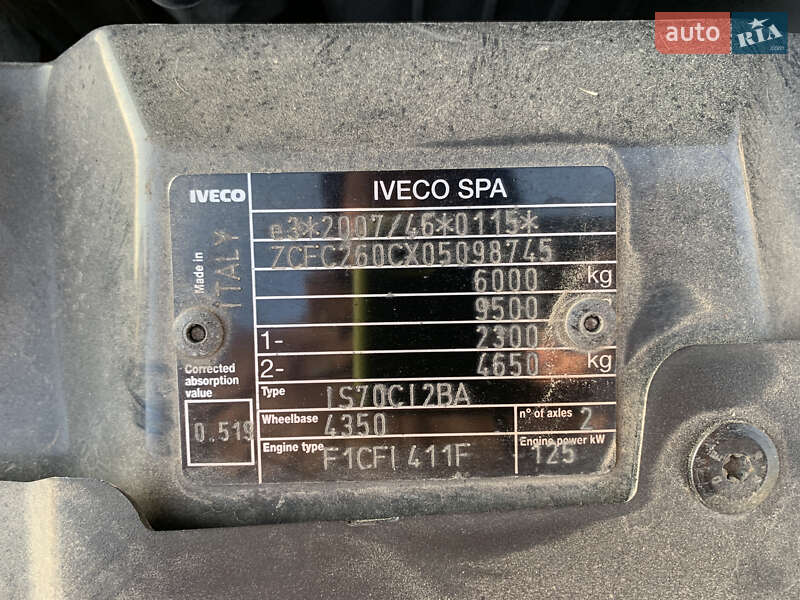 auto RIA .com
IVECO
IVECO SPA
e3*2007/46*0115*
ZCFC260CX05098745
6000 kg
9500
1- 2300
2- 4650 kg
Made in ITALY
Corrected absorption value
0.519
Type IS70CI2BA
Wheelbase 4350
n° of axles 2
Engine type F1CFL411F
Engine power kW 125